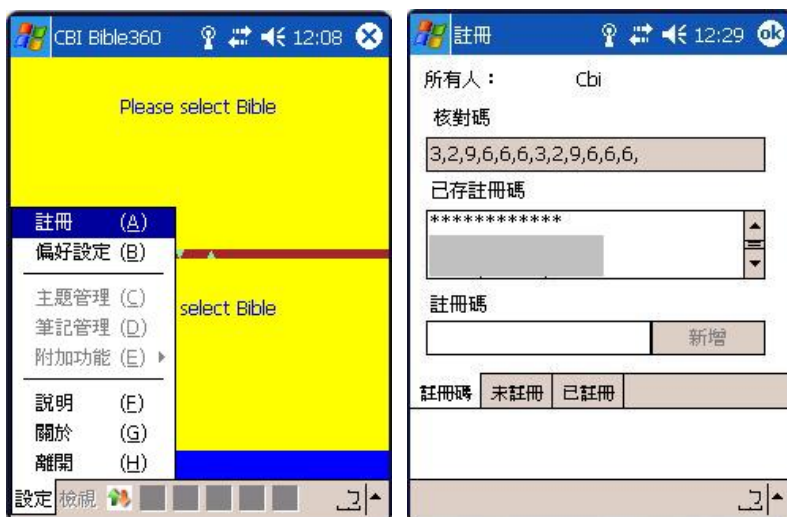 CBI Bible360 12:08
Please select Bible
註冊 (A)
偏好設定 (B)
主題管理 (C)
筆記管理 (D)
附加功能 (E)
說明 (F)
關於 (G)
離開 (H)
select Bible
設定 檢視
註冊 12:29 ok
所有人： Cbi
核對碼
3,2,9,6,6,6,3,2,9,6,6,6,
已存註冊碼
************
註冊碼
新增
註冊碼 未註冊 已註冊